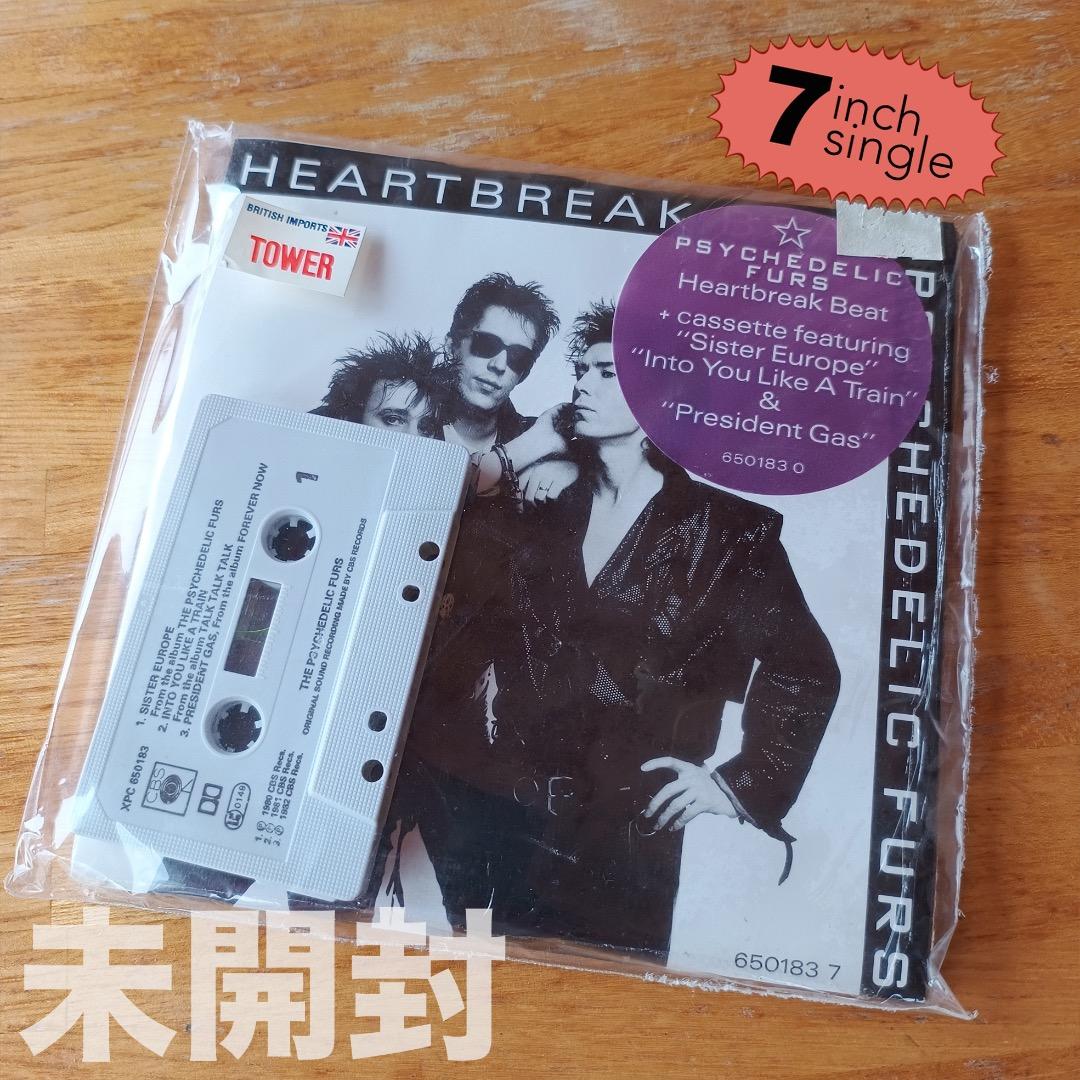 7 inch
single
HEARTBREAK
BRITISH IMPORTS
TOWER
PSYCHEDELIC
FURS
Heartbreak Beat
+ cassette featuring
"Sister Europe"
"Into You Like A Train"
&
"President Gas"
650183 0
PS CHEDELIC FURS
650183 7
XPC 650183
1. SISTER EUROPE
From the album THE PSYCHEDELIC FURS
2. INTO YOU LIKE A TRAIN
From the album TALK TALK TALK
3. PRESIDENT GAS, From the album FOREVER NOW
1
THE PSYCHEDELIC FURS
ORIGINAL SOUND RECORDING MADE BY CBS RECORDS
CBS
LC 0149
1. ℗ 1980 CBS Recs.
2. ℗ 1981 CBS Recs.
3. ℗ 1982 CBS Recs.
未開封